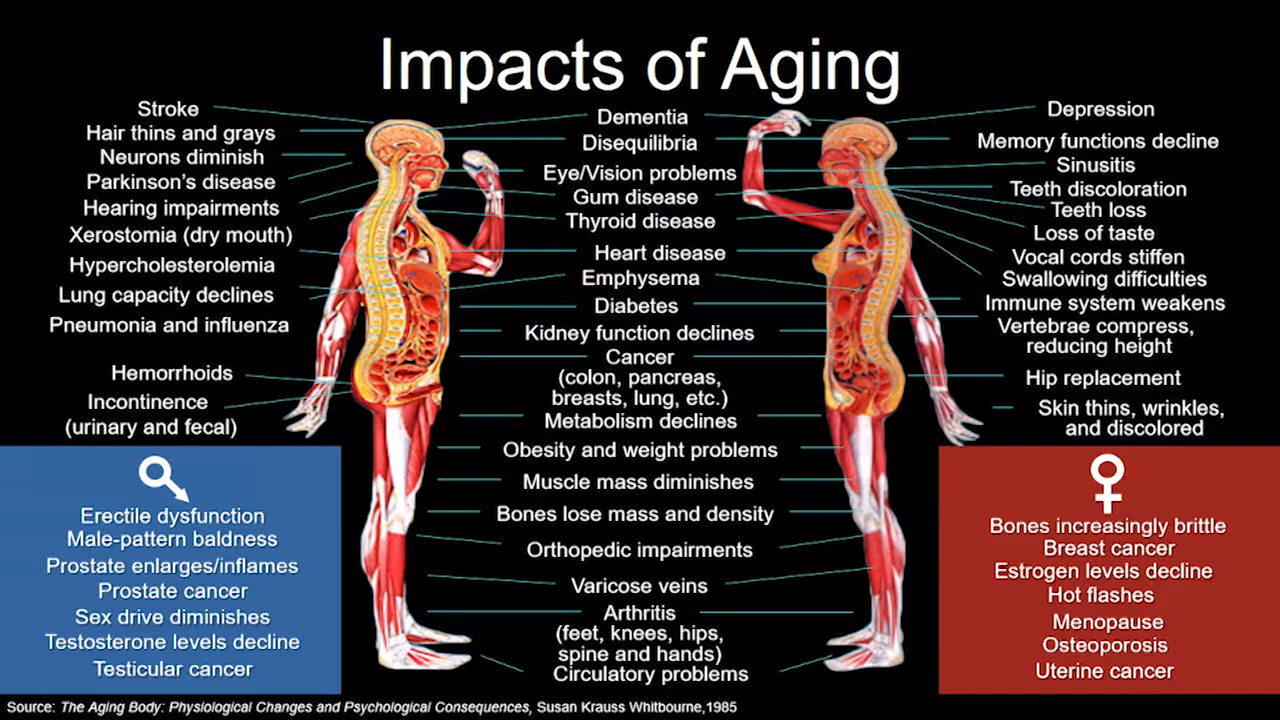 Impacts of Aging
Stroke
Hair thins and grays
Neurons diminish
Parkinson's disease
Hearing impairments
Xerostomia (dry mouth)
Hypercholesterolemia
Lung capacity declines
Pneumonia and influenza
Hemorrhoids
Incontinence
(urinary and fecal)
Dementia
Disequilibria
Eye/Vision problems
Gum disease
Thyroid disease
Heart disease
Emphysema
Diabetes
Kidney function declines
Cancer
(colon, pancreas,
breasts, lung, etc.)
Metabolism declines
Obesity and weight problems
Muscle mass diminishes
Bones lose mass and density
Orthopedic impairments
Varicose veins
Arthritis
(feet, knees, hips,
spine and hands)
Circulatory problems
Depression
Memory functions decline
Sinusitis
Teeth discoloration
Teeth loss
Loss of taste
Vocal cords stiffen
Swallowing difficulties
Immune system weakens
Vertebrae compress,
reducing height
Hip replacement
Skin thins, wrinkles,
and discolored
Erectile dysfunction
Male-pattern baldness
Prostate enlarges/inflames
Prostate cancer
Sex drive diminishes
Testosterone levels decline
Testicular cancer
Bones increasingly brittle
Breast cancer
Estrogen levels decline
Hot flashes
Menopause
Osteoporosis
Uterine cancer
Source: The Aging Body: Physiological Changes and Psychological Consequences, Susan Krauss Whitbourne,1985